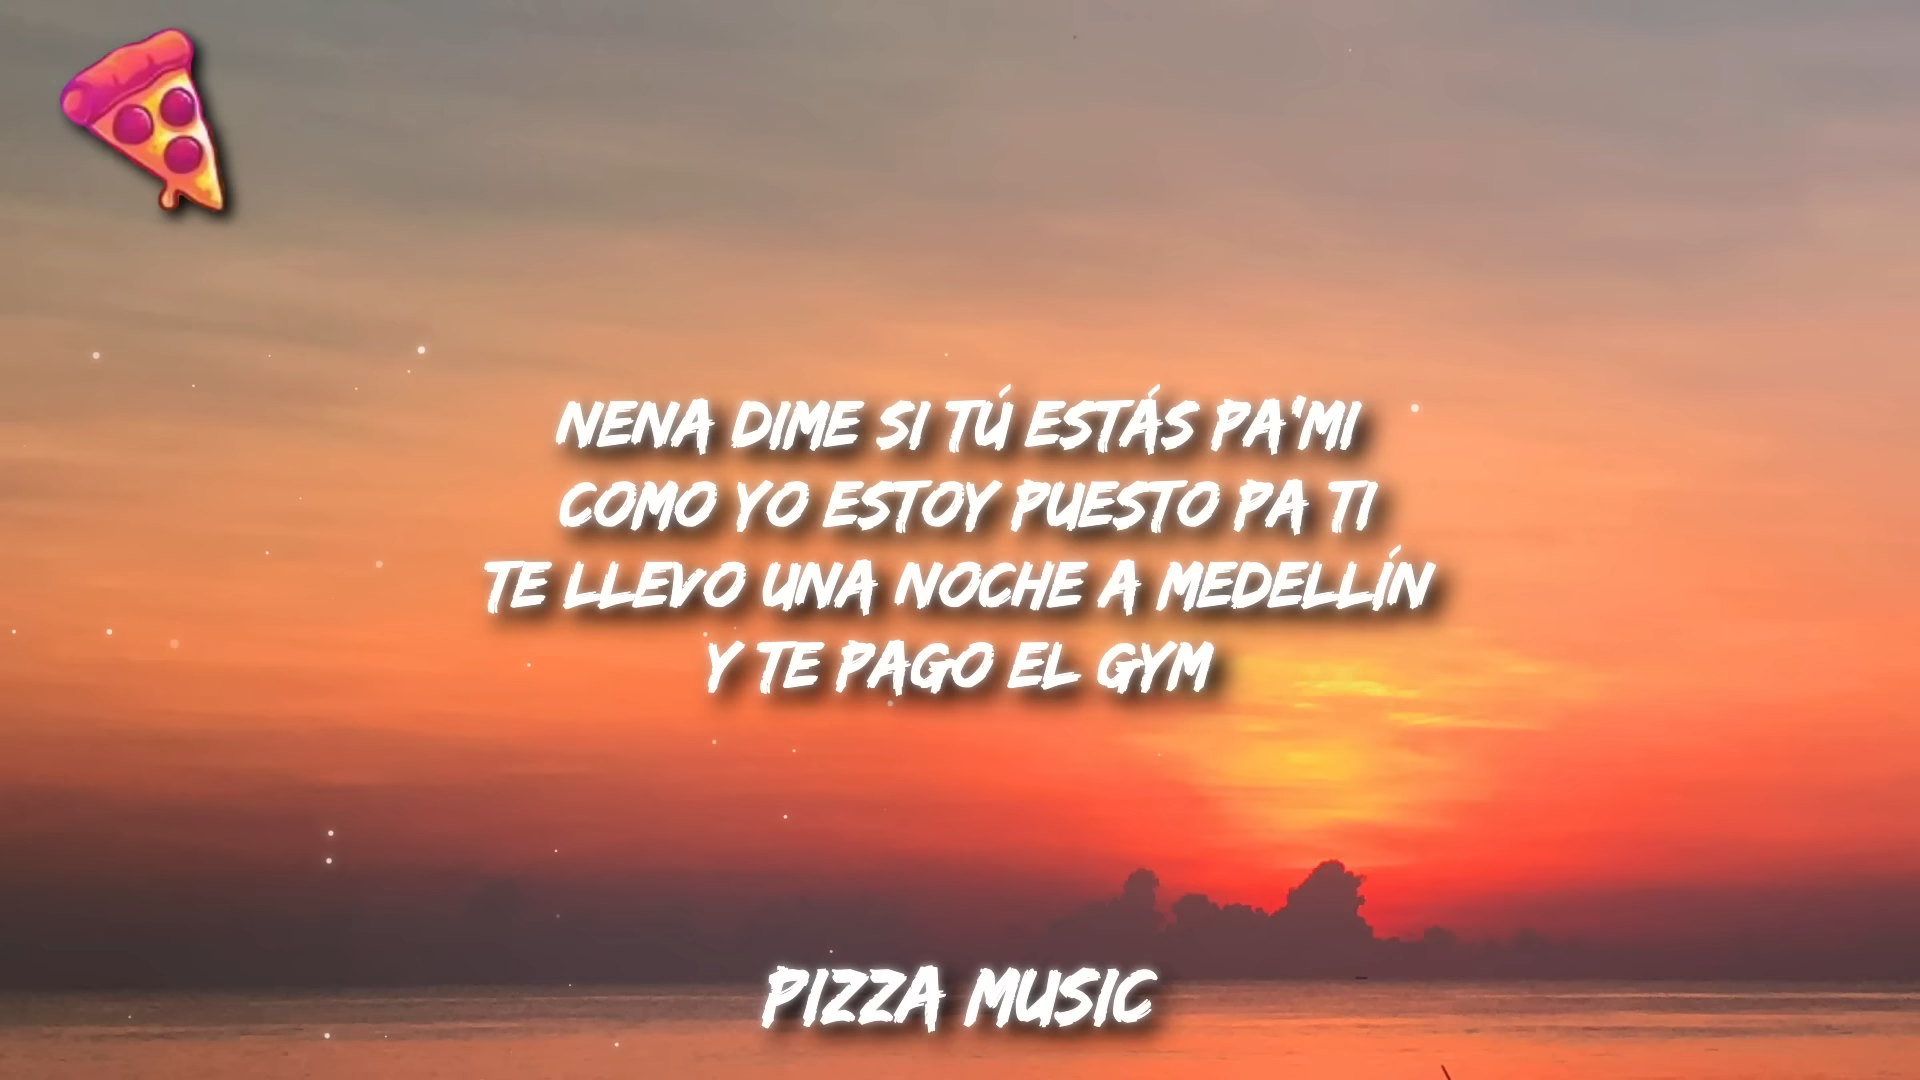 NENA DIME SI TÚ ESTÁS PA'MI
COMO YO ESTOY PUESTO PA TI
TE LLEVO UNA NOCHE A MEDELLÍN
Y TE PAGO EL GYM
PIZZA MUSIC